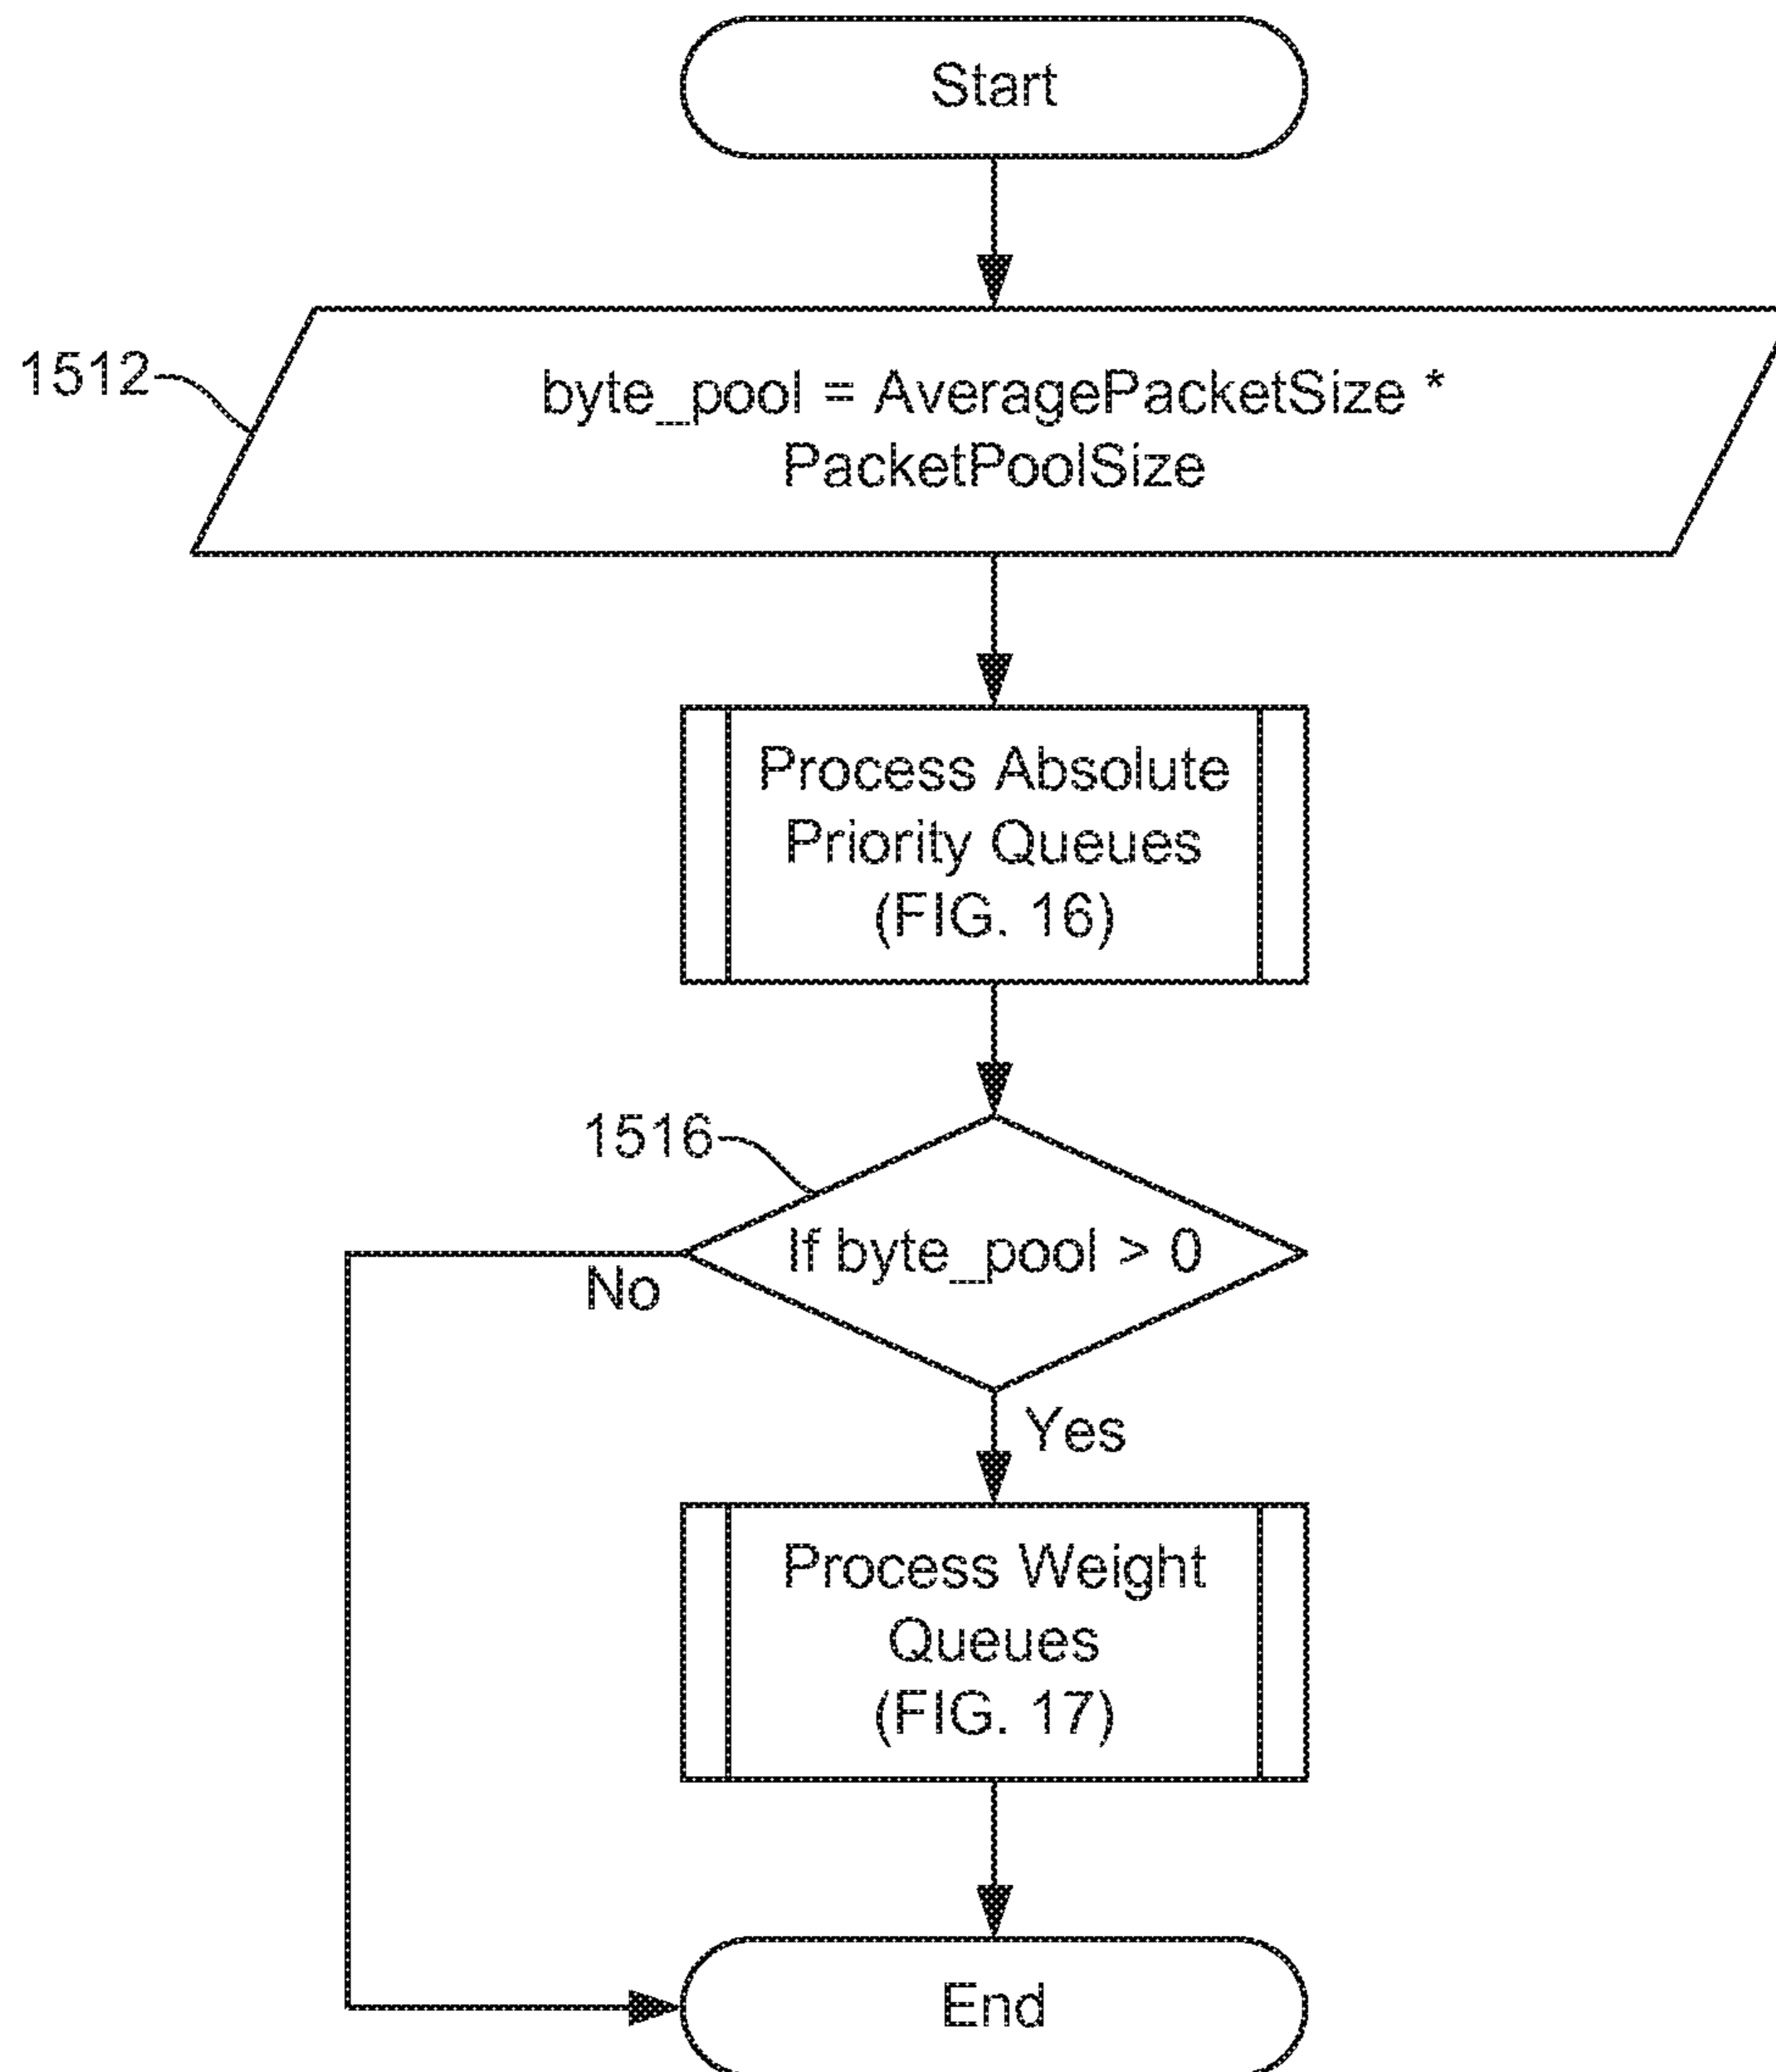 Start
1512
byte_pool = AveragePacketSize *
PacketPoolSize
Process Absolute
Priority Queues
(FIG. 16)
1516
If byte_pool > 0
No
Yes
Process Weight
Queues
(FIG. 17)
End